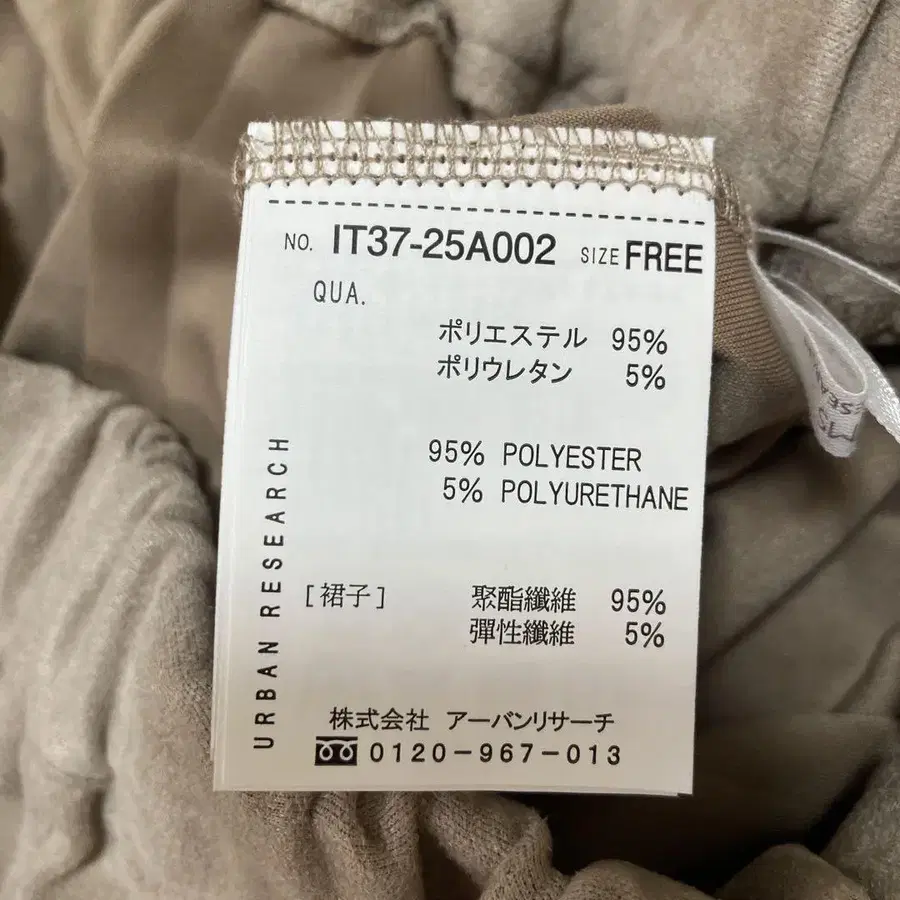 NO. IT37-25A002 SIZE FREE
QUA.
ポリエステル 95%
ポリウレタン 5%
95% POLYESTER
5% POLYURETHANE
[裙子] 聚酯纖維 95%
彈性纖維 5%
URBAN RESEARCH
株式会社 アーバンリサーチ
0120-967-013